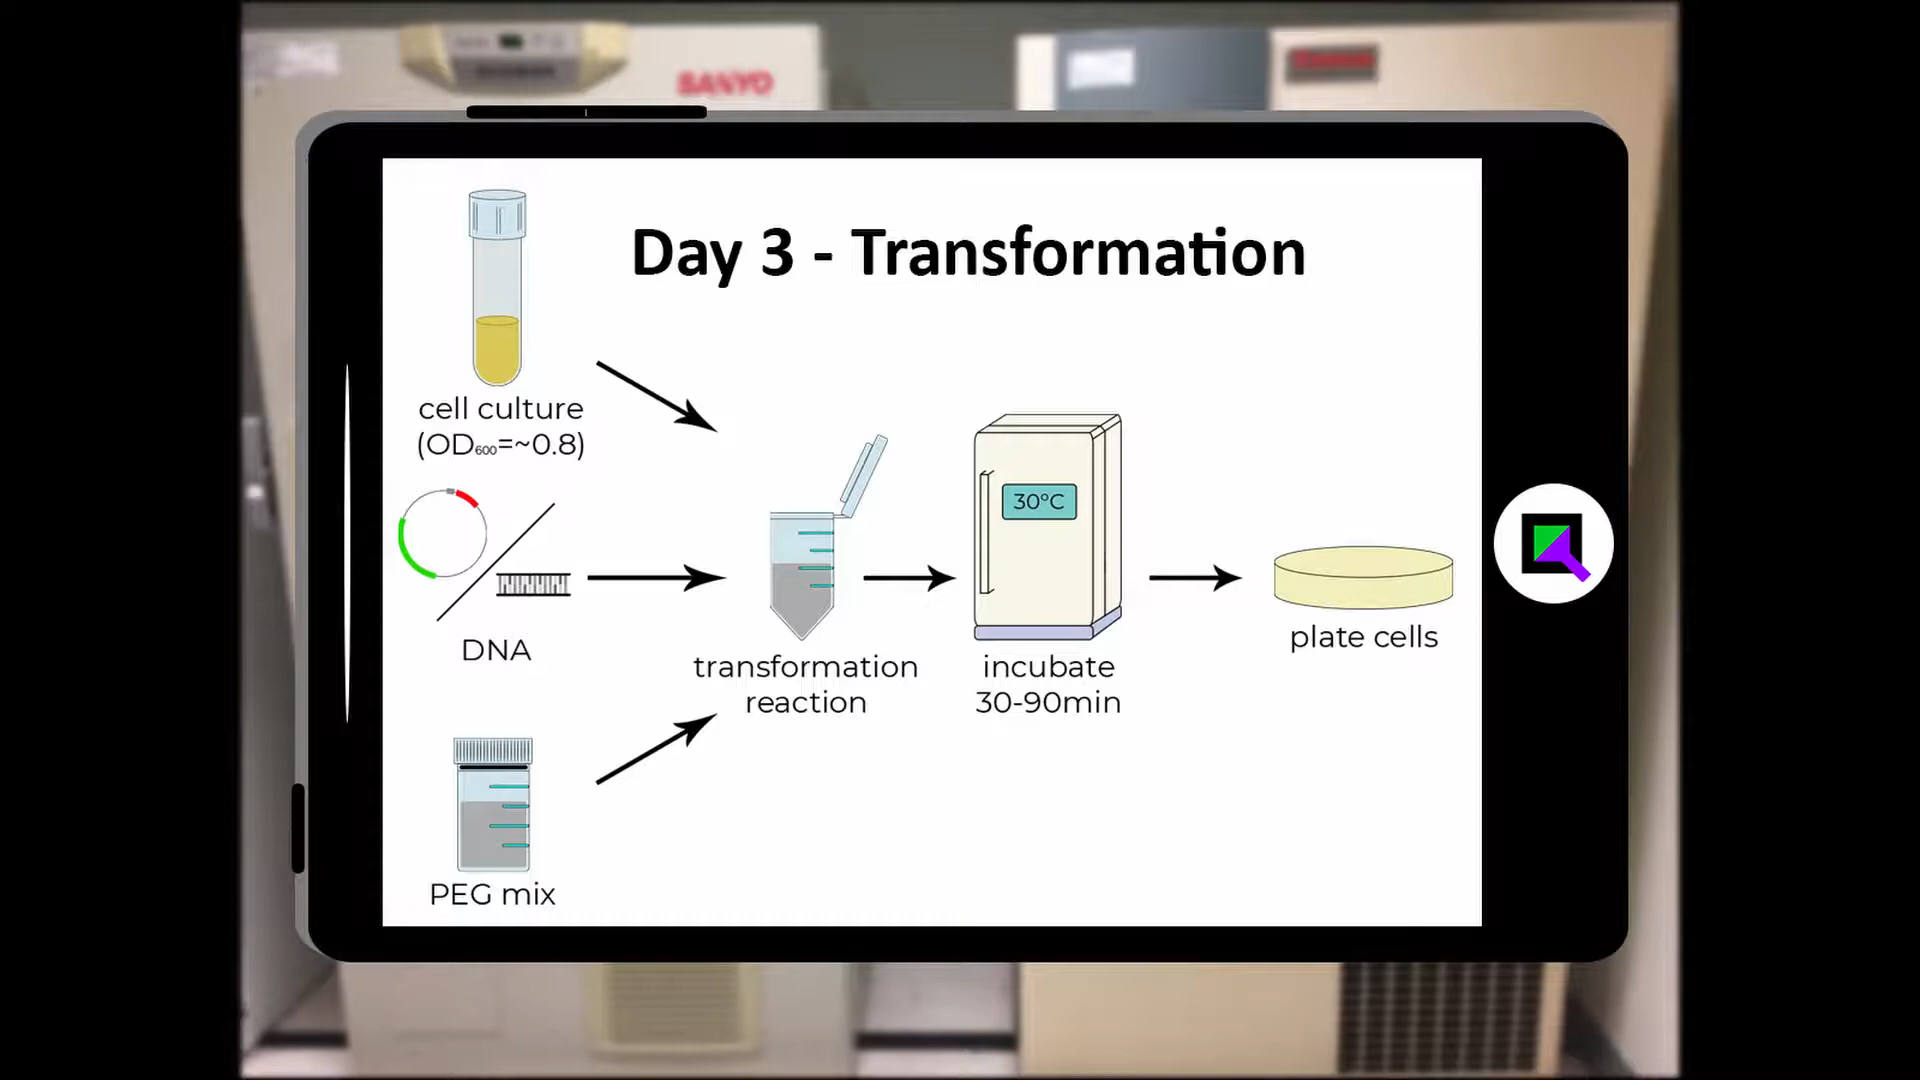 SANYO
Day 3 - Transformation
cell culture
(OD₆₀₀=~0.8)
DNA
PEG mix
transformation
reaction
30°C
incubate
30-90min
plate cells